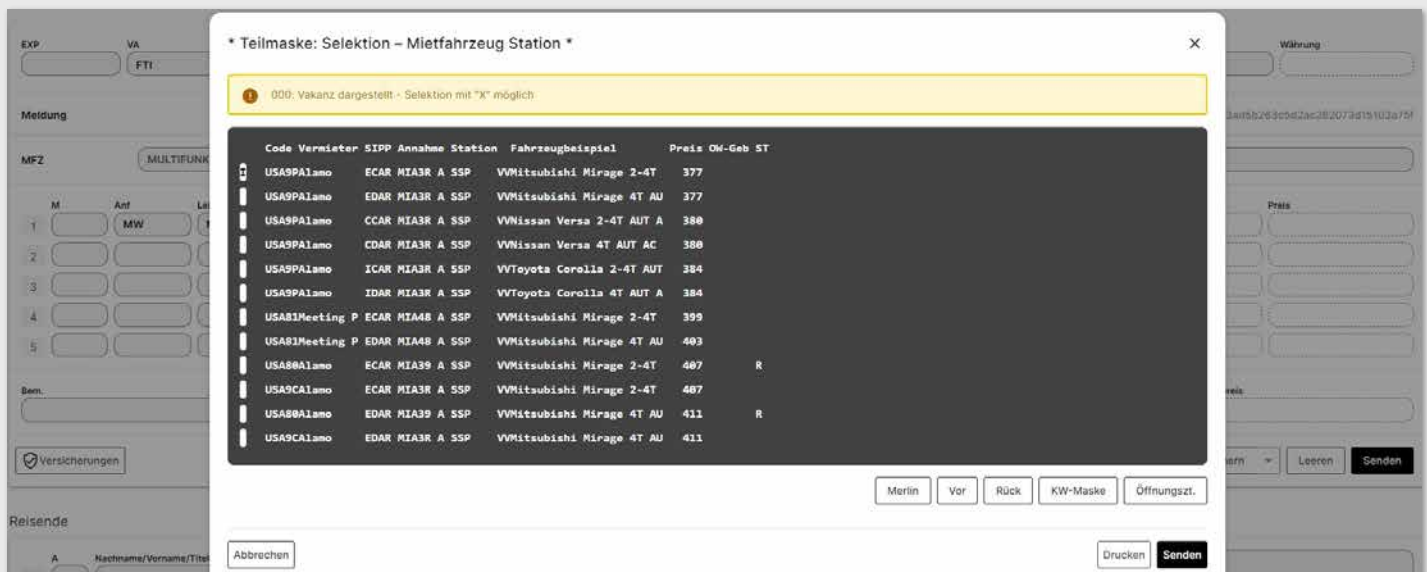 * Teilmaske: Selektion – Mietfahrzeug Station *
EXP VA Währung
FTI
000: Vakanz dargestellt - Selektion mit "X" möglich
Meldung
MFZ MULTIFUNK
Code Vermieter SIPP Annahme Station Fahrzeugbeispiel Preis OW-Geb ST
USA9PAlamo ECAR MIA3R A SSP VVMitsubishi Mirage 2-4T 377
USA9PAlamo EDAR MIA3R A SSP VVMitsubishi Mirage 4T AU 377
USA9PAlamo CCAR MIA3R A SSP VVNissan Versa 2-4T AUT A 380
USA9PAlamo CDAR MIA3R A SSP VVNissan Versa 4T AUT AC 380
USA9PAlamo ICAR MIA3R A SSP VVToyota Corolla 2-4T AUT 384
USA9PAlamo IDAR MIA3R A SSP VVToyota Corolla 4T AUT A 384
USA81Meeting P ECAR MIA48 A SSP VVMitsubishi Mirage 2-4T 399
USA81Meeting P EDAR MIA48 A SSP VVMitsubishi Mirage 4T AU 403
USA80Alamo ECAR MIA39 A SSP VVMitsubishi Mirage 2-4T 407 R
USA9CAlamo ECAR MIA3R A SSP VVMitsubishi Mirage 2-4T 407
USA80Alamo EDAR MIA39 A SSP VVMitsubishi Mirage 4T AU 411 R
USA9CAlamo EDAR MIA3R A SSP VVMitsubishi Mirage 4T AU 411
M Anf Preis
1 MW
2
3
4
5
Bem.
Versicherungen
Leeren Senden
Merlin Vor Rück KW-Maske Öffnungszt.
Reisende
Abbrechen Drucken Senden
A Nachname/Vorname/Titel